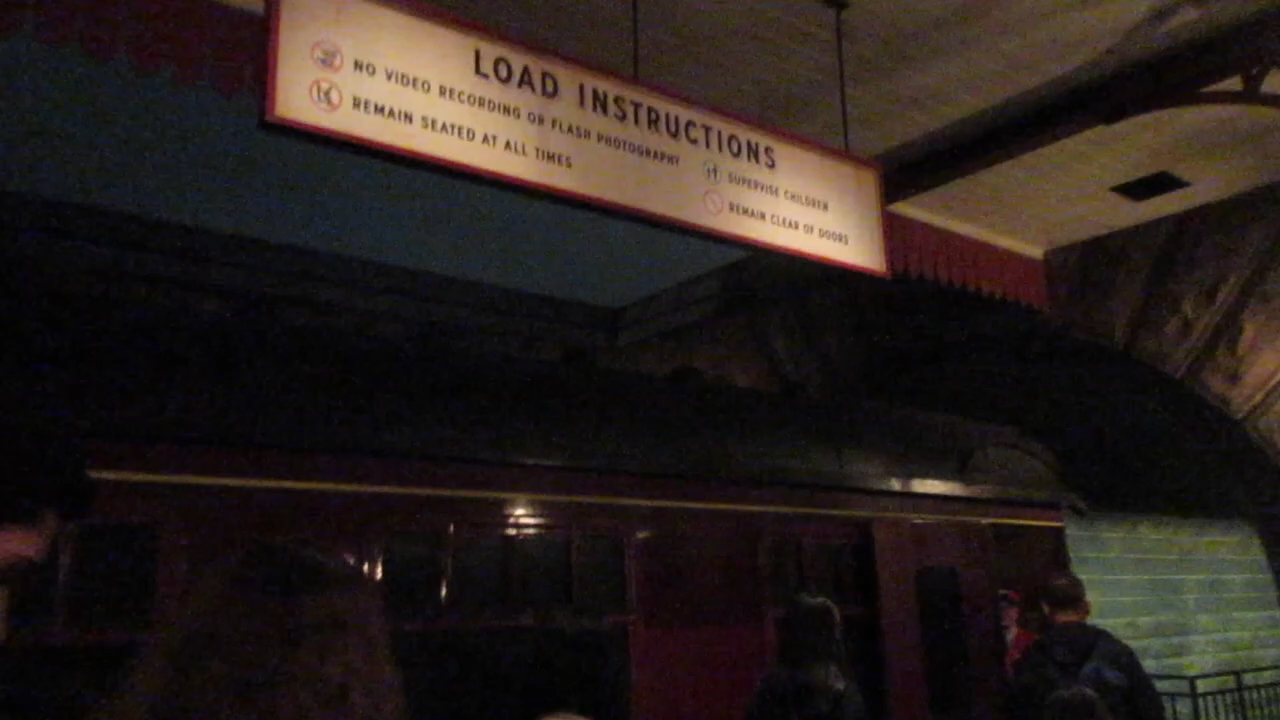 LOAD INSTRUCTIONS
NO VIDEO RECORDING OR FLASH PHOTOGRAPHY
REMAIN SEATED AT ALL TIMES
SUPERVISE CHILDREN
REMAIN CLEAR OF DOORS